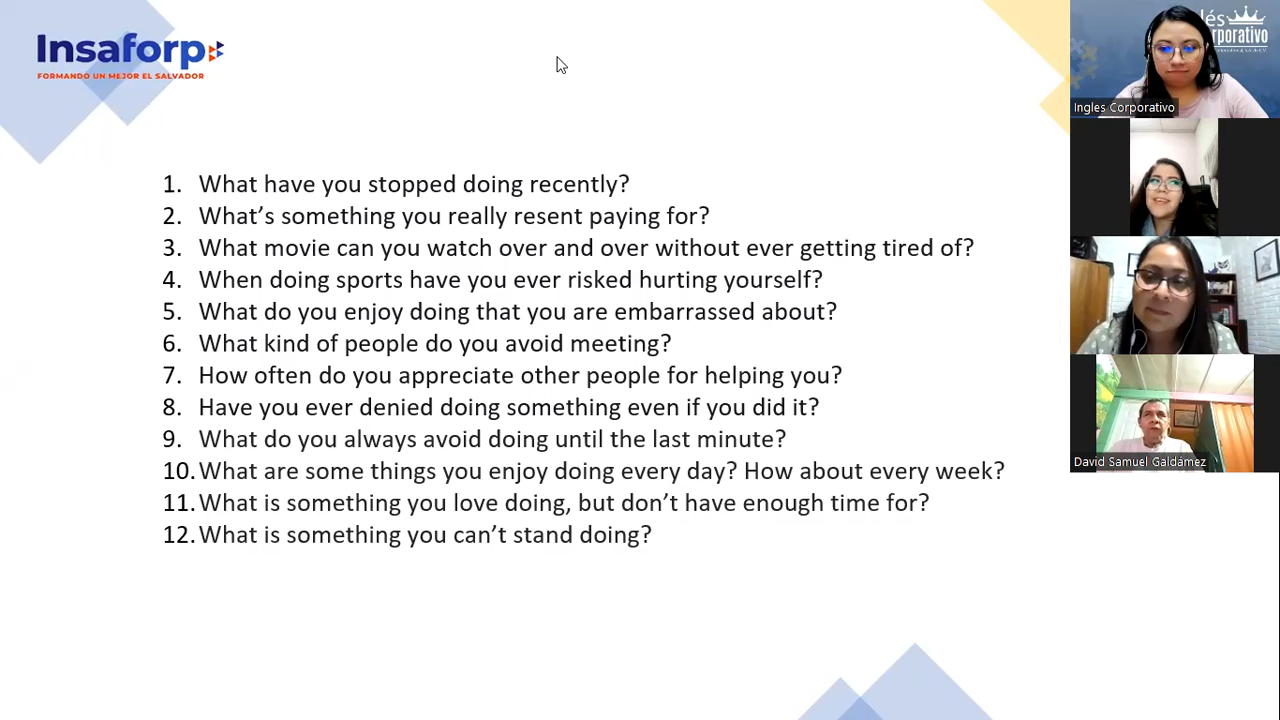 Insaforp
FORMANDO UN MEJOR EL SALVADOR
1. What have you stopped doing recently?
2. What's something you really resent paying for?
3. What movie can you watch over and over without ever getting tired of?
4. When doing sports have you ever risked hurting yourself?
5. What do you enjoy doing that you are embarrassed about?
6. What kind of people do you avoid meeting?
7. How often do you appreciate other people for helping you?
8. Have you ever denied doing something even if you did it?
9. What do you always avoid doing until the last minute?
10. What are some things you enjoy doing every day? How about every week?
11. What is something you love doing, but don't have enough time for?
12. What is something you can't stand doing?
Ingles Corporativo
David Samuel Galdámez